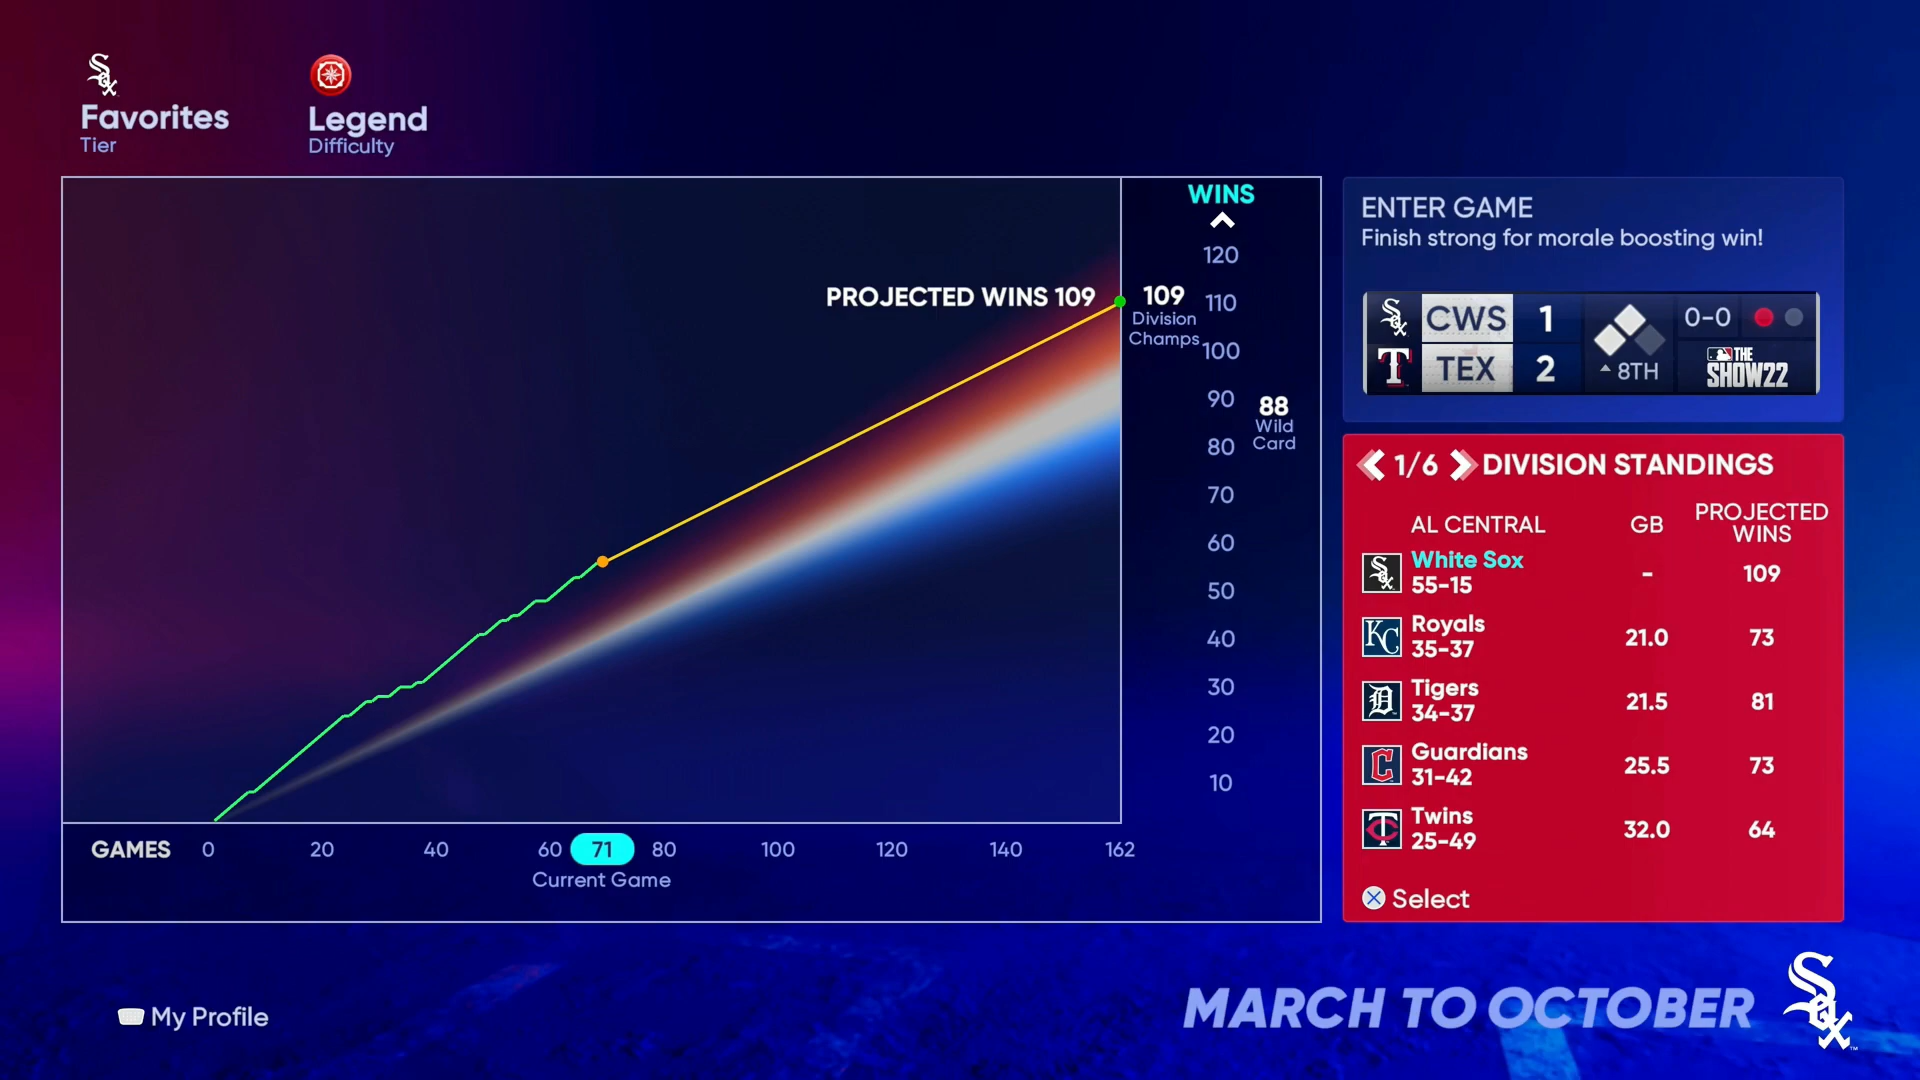 Favorites
Tier
Legend
Difficulty
WINS
120
110
100
90
80
70
60
50
40
30
20
10
PROJECTED WINS 109
109
Division
Champs
88
Wild
Card
GAMES 0 20 40 60 71 80 100 120 140 162
Current Game
ENTER GAME
Finish strong for morale boosting win!
Sox CWS 1 0-0
T TEX 2 8TH THE SHOW22
1/6 DIVISION STANDINGS
AL CENTRAL GB PROJECTED WINS
White Sox
55-15 - 109
Royals
35-37 21.0 73
Tigers
34-37 21.5 81
Guardians
31-42 25.5 73
Twins
25-49 32.0 64
Select
My Profile
MARCH TO OCTOBER
Sox